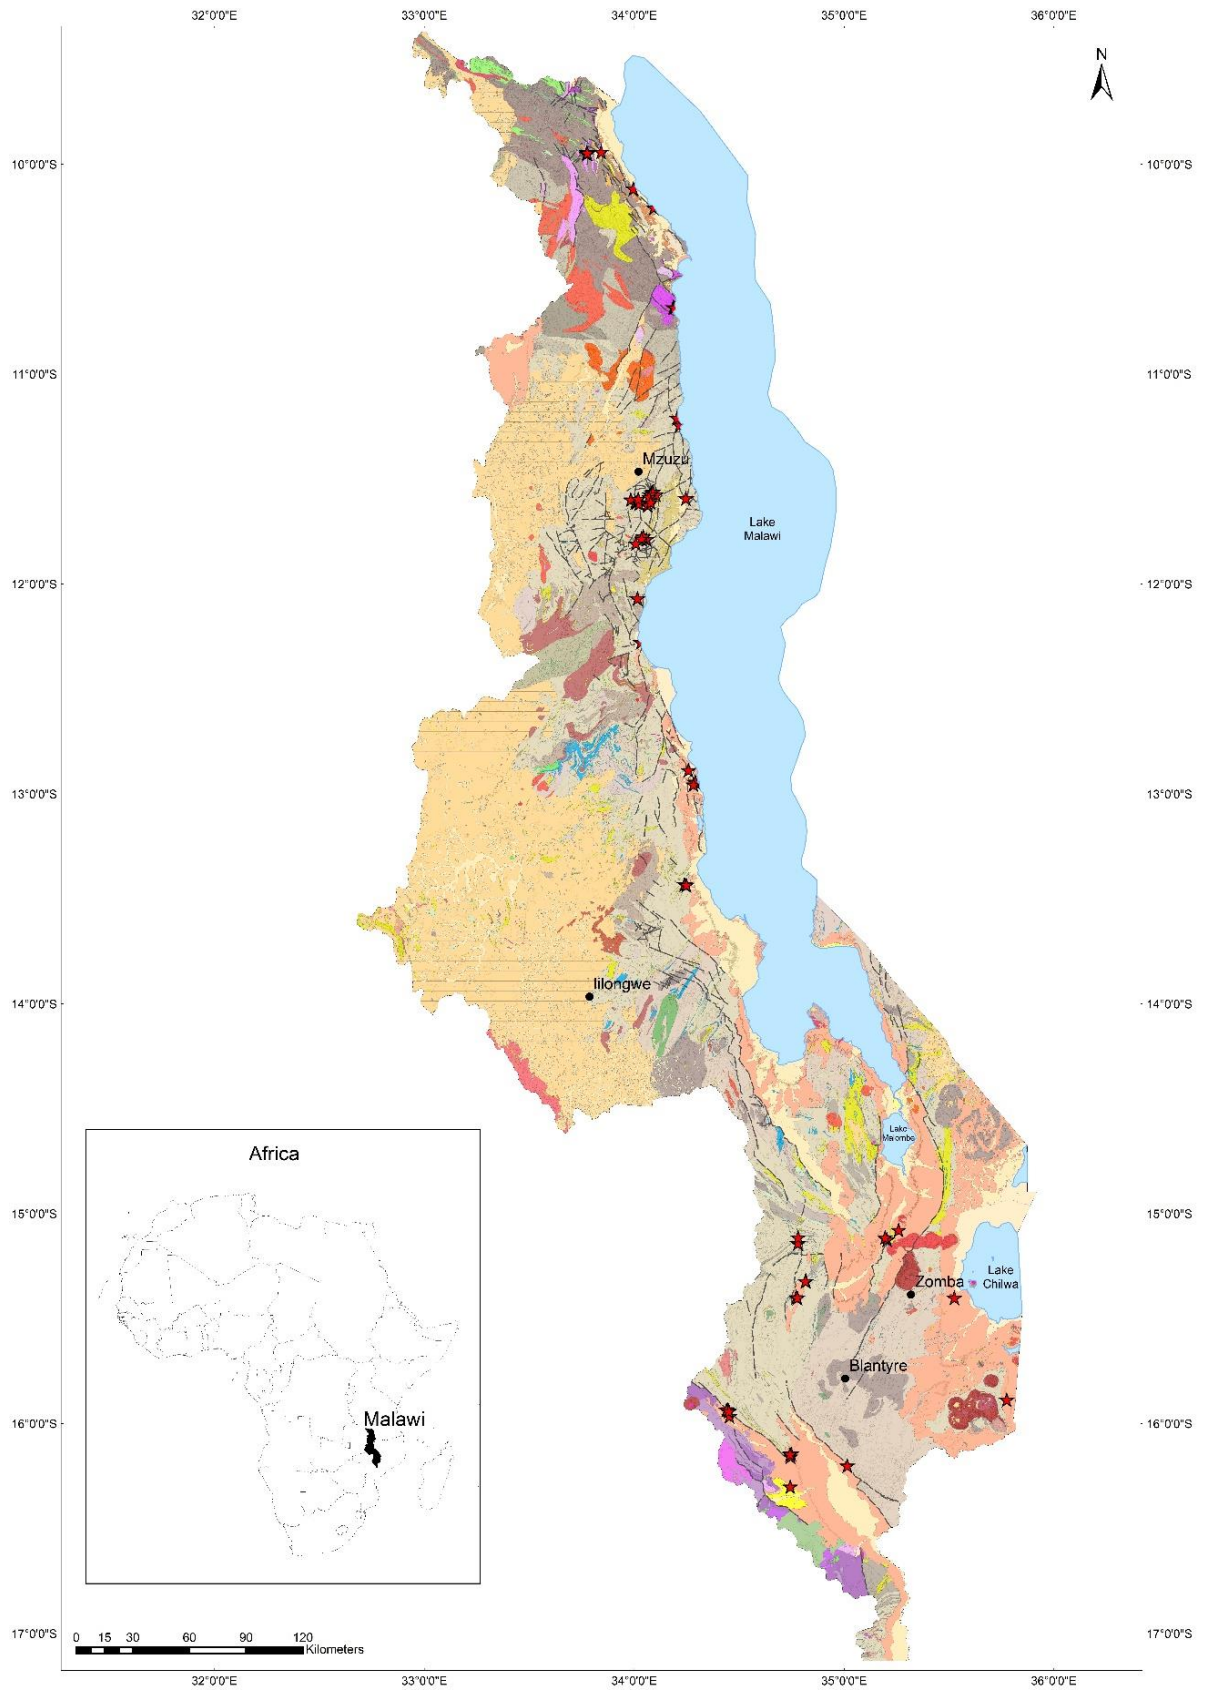 32°0'0"E 33°0'0"E 34°0'0"E 35°0'0"E 36°0'0"E
N
10°0'0"S 10°0'0"S
11°0'0"S 11°0'0"S
Mzuzu
Lake
Malawi
12°0'0"S 12°0'0"S
13°0'0"S 13°0'0"S
lilongwe
14°0'0"S 14°0'0"S
Lake
Malombe
Africa
15°0'0"S 15°0'0"S
Lake
Chilwa
Zomba
Blantyre
Malawi
16°0'0"S 16°0'0"S
17°0'0"S 17°0'0"S
0 15 30 60 90 120
Kilometers
32°0'0"E 33°0'0"E 34°0'0"E 35°0'0"E 36°0'0"E